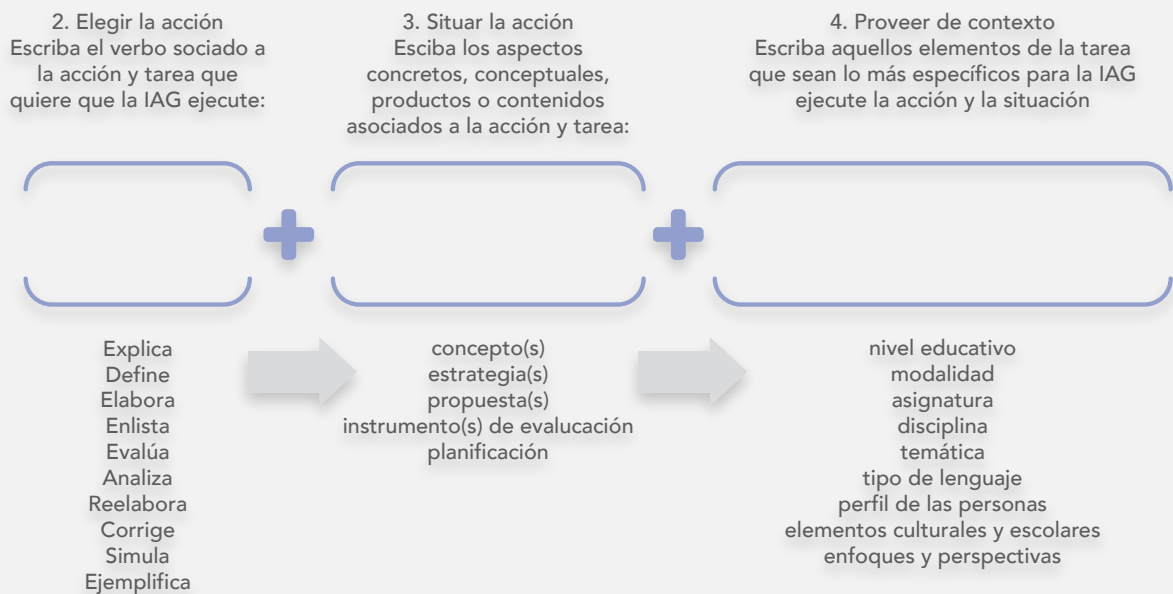 2. Elegir la acción
Escriba el verbo sociado a
la acción y tarea que
quiere que la IAG ejecute:
3. Situar la acción
Esciba los aspectos
concretos, conceptuales,
productos o contenidos
asociados a la acción y tarea:
4. Proveer de contexto
Escriba aquellos elementos de la tarea
que sean lo más específicos para la IAG
ejecute la acción y la situación
Explica
Define
Elabora
Enlista
Evalúa
Analiza
Reelabora
Corrige
Simula
Ejemplifica
concepto(s)
estrategia(s)
propuesta(s)
instrumento(s) de evalucación
planificación
nivel educativo
modalidad
asignatura
disciplina
temática
tipo de lenguaje
perfil de las personas
elementos culturales y escolares
enfoques y perspectivas